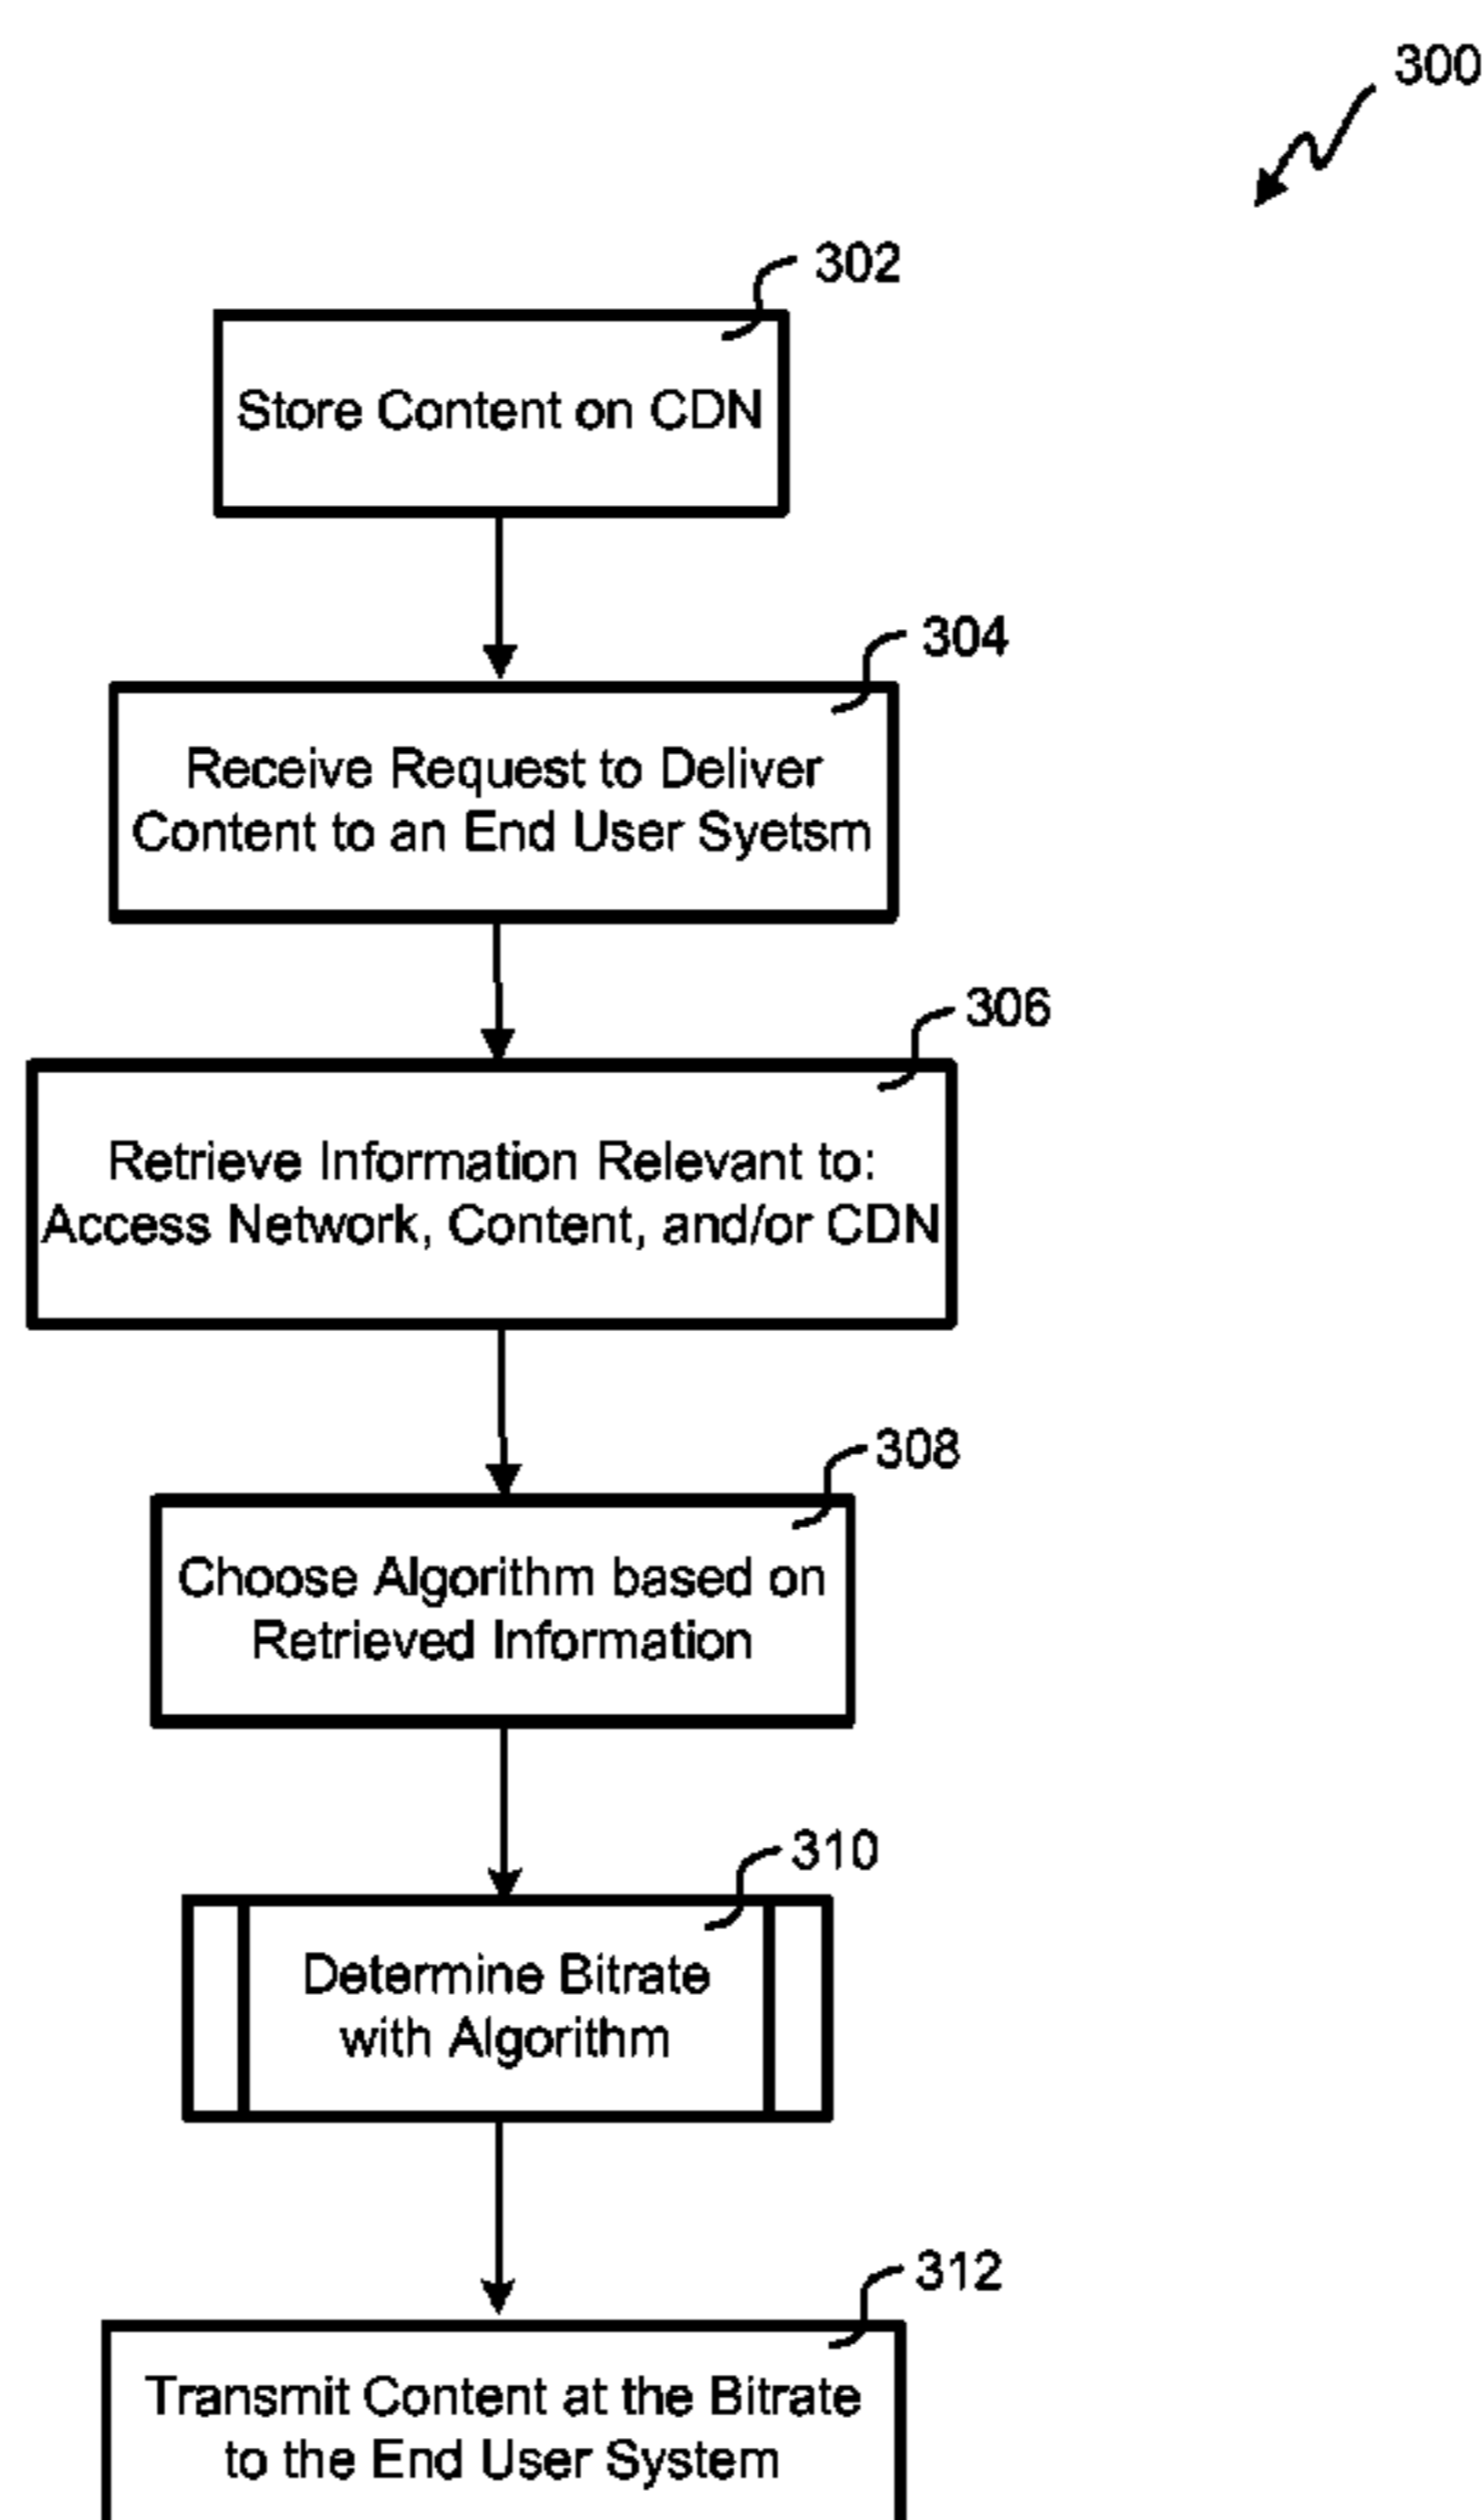 300
302
Store Content on CDN
304
Receive Request to Deliver
Content to an End User Syetsm
306
Retrieve Information Relevant to:
Access Network, Content, and/or CDN
308
Choose Algorithm based on
Retrieved Information
310
Determine Bitrate
with Algorithm
312
Transmit Content at the Bitrate
to the End User System